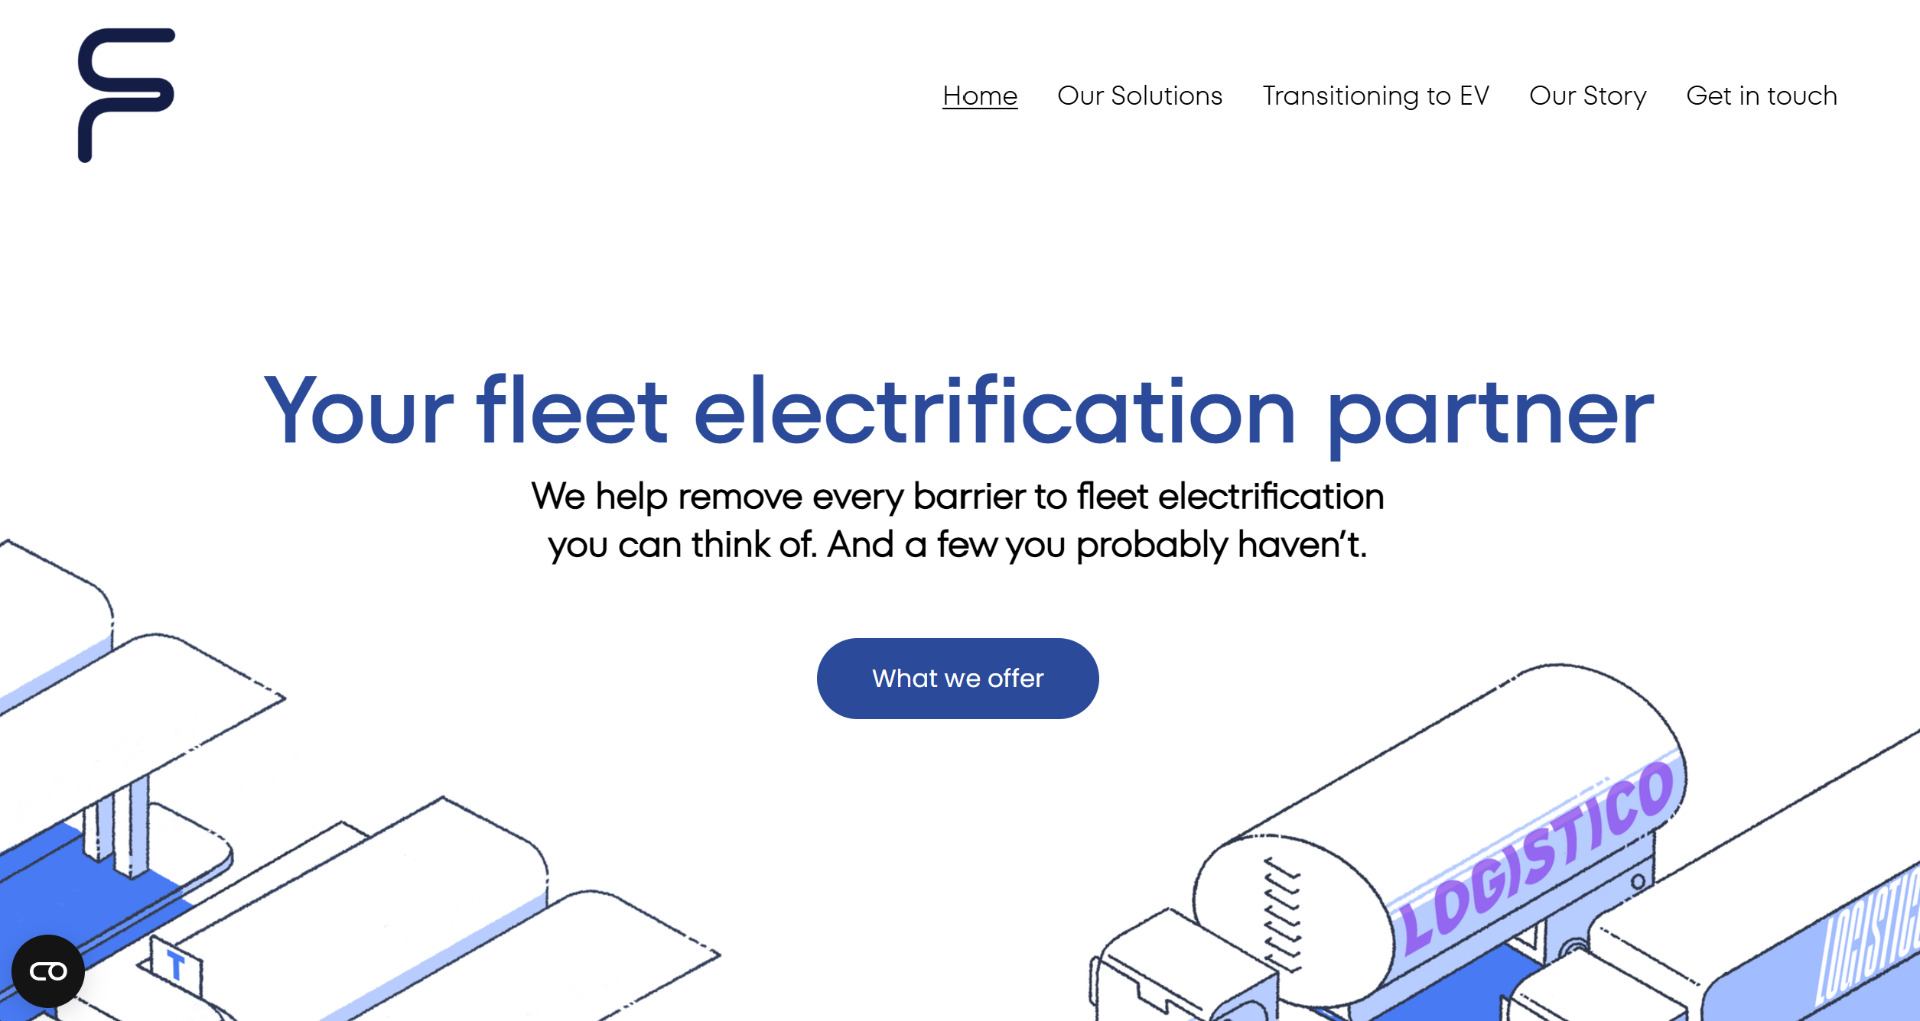 Home Our Solutions Transitioning to EV Our Story Get in touch
Your fleet electrification partner
We help remove every barrier to fleet electrification
you can think of. And a few you probably haven’t.
What we offer
LOGISTICO
T